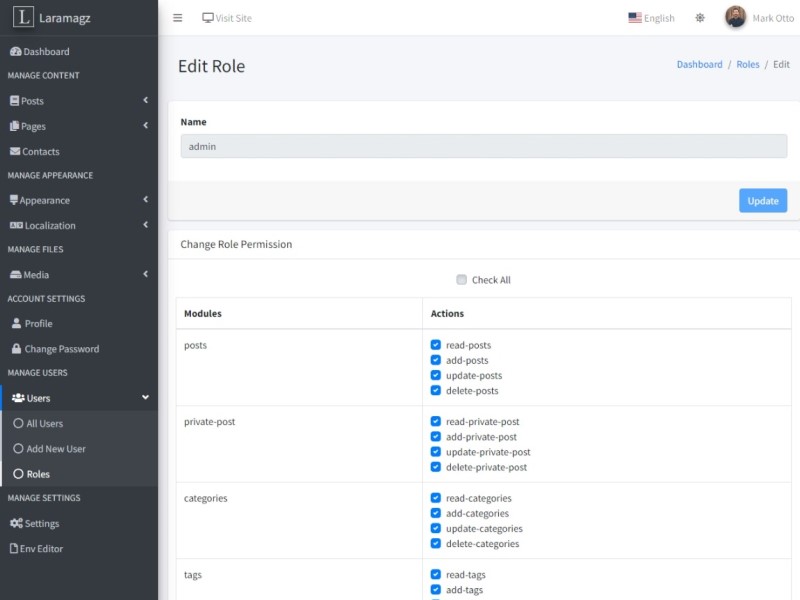 L Laramagz
Visit Site
English
Mark Otto
Dashboard
MANAGE CONTENT
Posts
Pages
Contacts
MANAGE APPEARANCE
Appearance
Localization
MANAGE FILES
Media
ACCOUNT SETTINGS
Profile
Change Password
MANAGE USERS
Users
All Users
Add New User
Roles
MANAGE SETTINGS
Settings
Env Editor
Edit Role
Dashboard / Roles / Edit
Name
admin
Update
Change Role Permission
Check All
Modules Actions
posts
read-posts
add-posts
update-posts
delete-posts
private-post
read-private-post
add-private-post
update-private-post
delete-private-post
categories
read-categories
add-categories
update-categories
delete-categories
tags
read-tags
add-tags